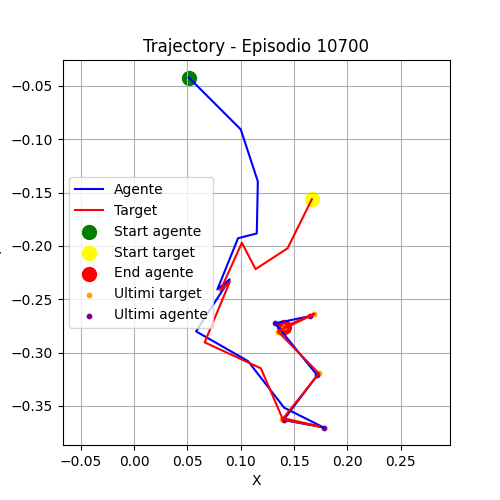 Trajectory - Episodio 10700
−0.05
−0.10
−0.15
−0.20
−0.25
−0.30
−0.35
Agente
Target
Start agente
Start target
End agente
Ultimi target
Ultimi agente
−0.05 0.00 0.05 0.10 0.15 0.20 0.25
X